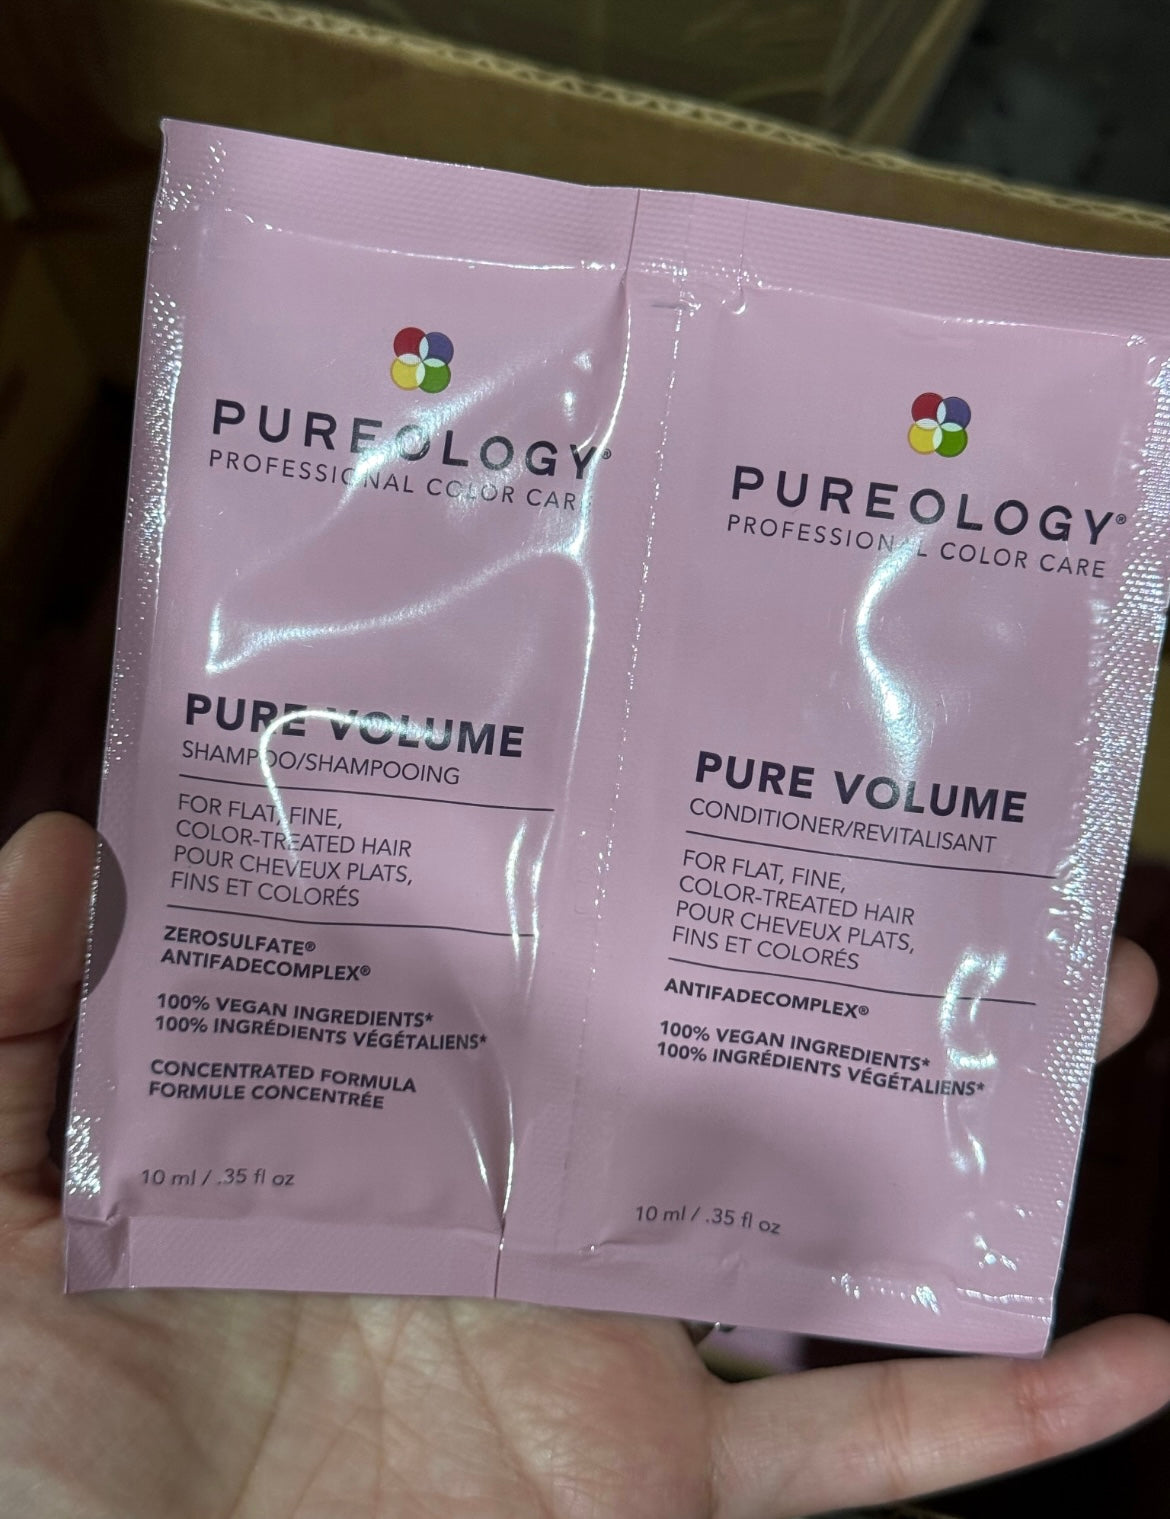 PUREOLOGY®
PROFESSIONAL COLOR CARE
PURE VOLUME
SHAMPOO/SHAMPOOING
FOR FLAT, FINE,
COLOR-TREATED HAIR
POUR CHEVEUX PLATS,
FINS ET COLORÉS
ZEROSULFATE®
ANTIFADECOMPLEX®
100% VEGAN INGREDIENTS*
100% INGRÉDIENTS VÉGÉTALIENS*
CONCENTRATED FORMULA
FORMULE CONCENTRÉE
10 ml / .35 fl oz
PUREOLOGY®
PROFESSIONAL COLOR CARE
PURE VOLUME
CONDITIONER/REVITALISANT
FOR FLAT, FINE,
COLOR-TREATED HAIR
POUR CHEVEUX PLATS,
FINS ET COLORÉS
ANTIFADECOMPLEX®
100% VEGAN INGREDIENTS*
100% INGRÉDIENTS VÉGÉTALIENS*
10 ml / .35 fl oz